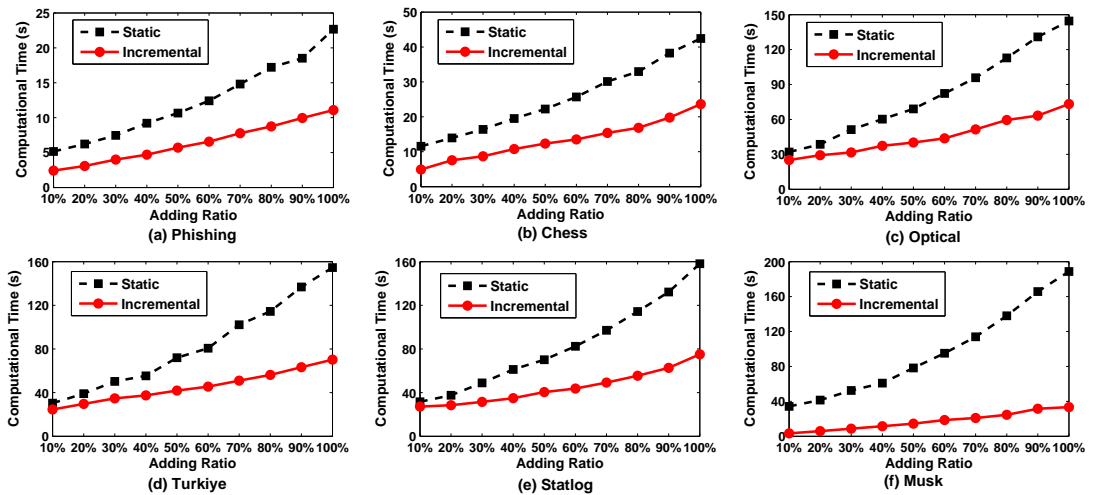 Computational Time (s)
25
20
15
10
5
0
Static
Incremental
10% 20% 30% 40% 50% 60% 70% 80% 90% 100%
Adding Ratio
(a) Phishing
Computational Time (s)
50
40
30
20
10
0
Static
Incremental
10% 20% 30% 40% 50% 60% 70% 80% 90% 100%
Adding Ratio
(b) Chess
Computational Time (s)
150
120
90
60
30
0
Static
Incremental
10% 20% 30% 40% 50% 60% 70% 80% 90% 100%
Adding Ratio
(c) Optical
Computational Time (s)
160
120
80
40
0
Static
Incremental
10% 20% 30% 40% 50% 60% 70% 80% 90% 100%
Adding Ratio
(d) Turkiye
Computational Time (s)
160
120
80
40
0
Static
Incremental
10% 20% 30% 40% 50% 60% 70% 80% 90% 100%
Adding Ratio
(e) Statlog
Computational Time (s)
200
160
120
80
40
0
Static
Incremental
10% 20% 30% 40% 50% 60% 70% 80% 90% 100%
Adding Ratio
(f) Musk